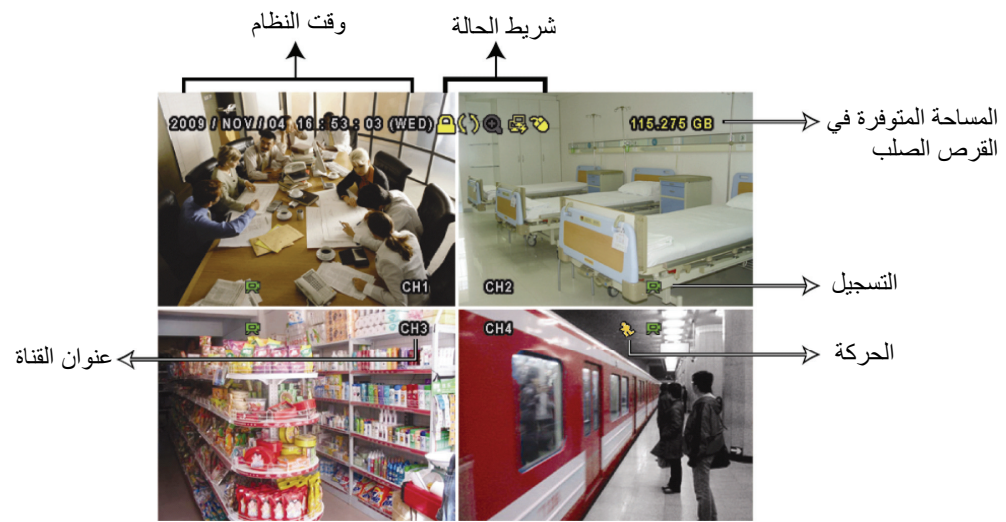 وقت النظام
شريط الحالة
2009 / NOV / 04 16 : 53 : 03 (WED)
115.275 GB
المساحة المتوفرة في
القرص الصلب
CH1
CH2
التسجيل
CH3
CH4
عنوان القناة
الحركة